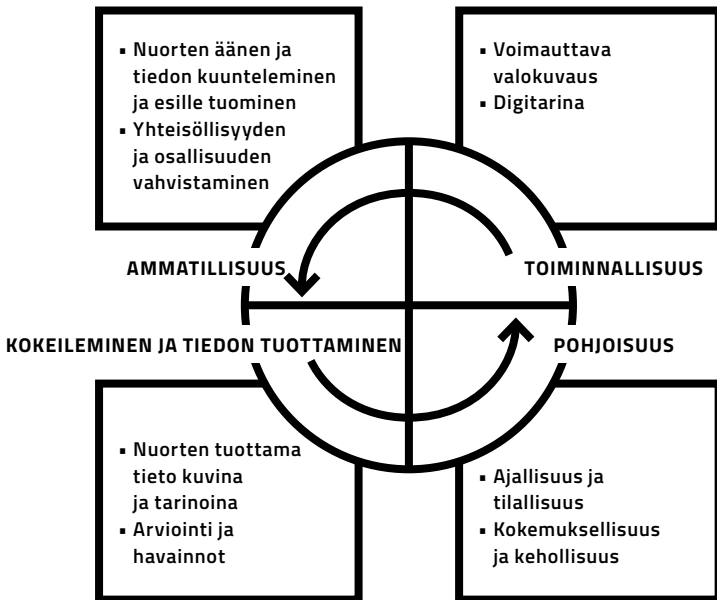 ▪ Nuorten äänen ja
tiedon kuunteleminen
ja esille tuominen
▪ Yhteisöllisyyden
ja osallisuuden
vahvistaminen
▪ Voimauttava
valokuvaus
▪ Digitarina
AMMATILLISUUS
TOIMINNALLISUUS
KOKEILEMINEN JA TIEDON TUOTTAMINEN
POHJOISUUS
▪ Nuorten tuottama
tieto kuvina
ja tarinoina
▪ Arviointi ja
havainnot
▪ Ajallisuus ja
tilallisuus
▪ Kokemuksellisuus
ja kehollisuus